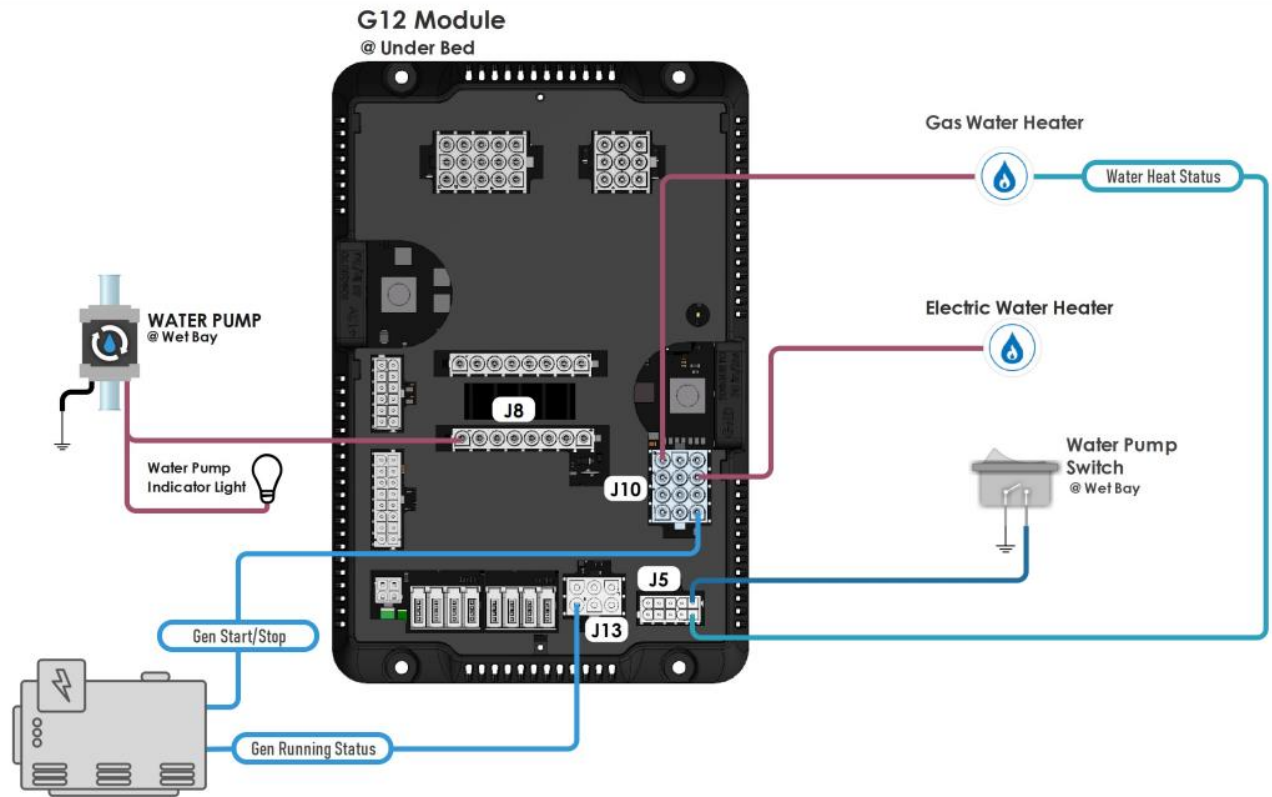 G12 Module
@ Under Bed
Gas Water Heater
Water Heat Status
Electric Water Heater
WATER PUMP
@ Wet Bay
J8
Water Pump
Switch
@ Wet Bay
Water Pump
Indicator Light
J10
J5
J13
Gen Start/Stop
Gen Running Status